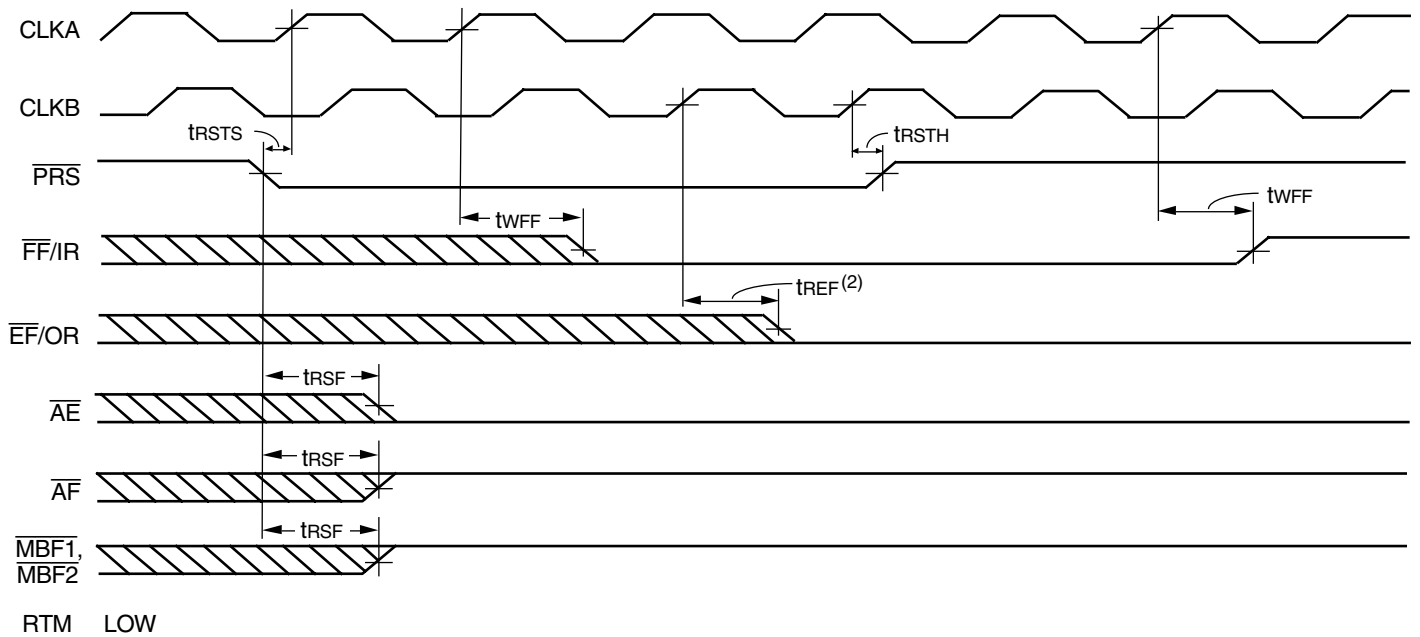 CLKA
CLKB
tRSTS
tRSTH
PRS
tWFF
tWFF
FF/IR
tREF(2)
EF/OR
tRSF
AE
tRSF
AF
tRSF
MBF1,
MBF2
RTM LOW